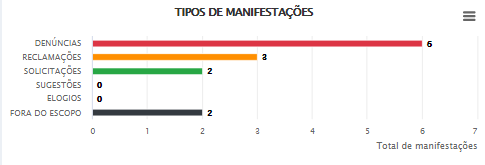 TIPOS DE MANIFESTAÇÕES
DENÚNCIAS 6
RECLAMAÇÕES 3
SOLICITAÇÕES 2
SUGESTÕES 0
ELOGIOS 0
FORA DO ESCOPO 2
0 1 2 3 4 5 6 7
Total de manifestações